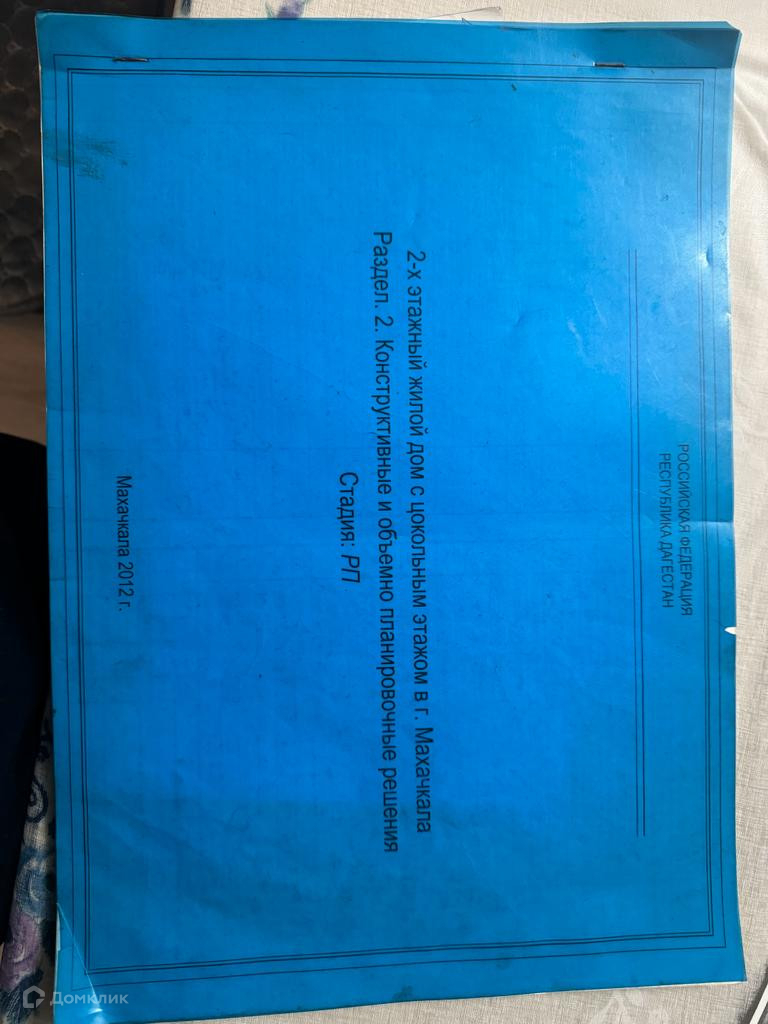 РОССИЙСКАЯ ФЕДЕРАЦИЯ
РЕСПУБЛИКА ДАГЕСТАН
2-х этажный жилой дом с цокольным этажом в г. Махачкала
Раздел. 2. Конструктивные и объемно планировочные решения
Стадия: РП
Махачкала 2012 г.
Домклик